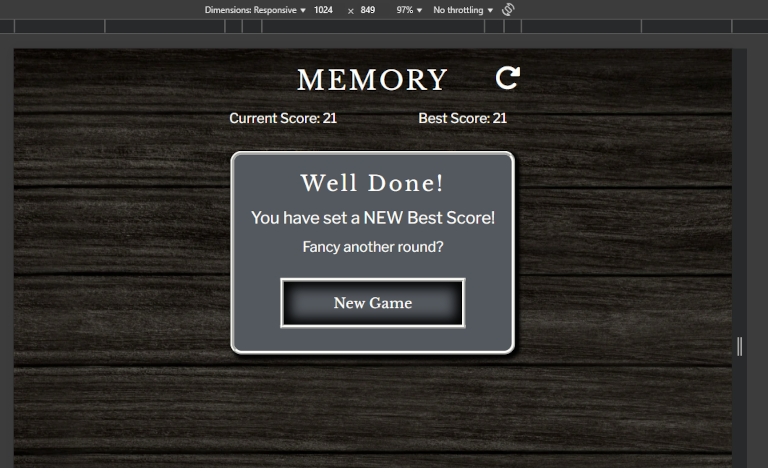 Dimensions: Responsive 1024 × 849 97% No throttling
MEMORY
Current Score: 21 Best Score: 21
Well Done!
You have set a NEW Best Score!
Fancy another round?
New Game